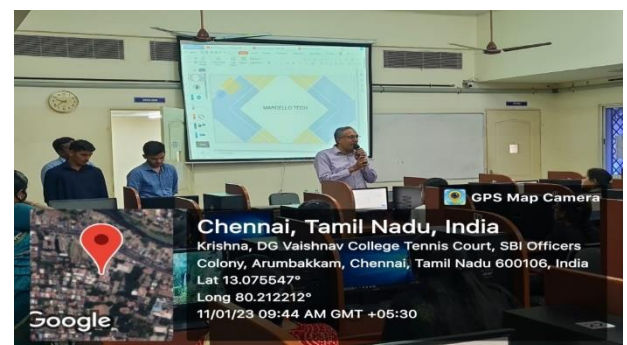 MARCELLO TECH
GPS Map Camera
Chennai, Tamil Nadu, India
Krishna, DG Vaishnav College Tennis Court, SBI Officers
Colony, Arumbakkam, Chennai, Tamil Nadu 600106, India
Lat 13.075547°
Long 80.212212°
11/01/23 09:44 AM GMT +05:30
Google